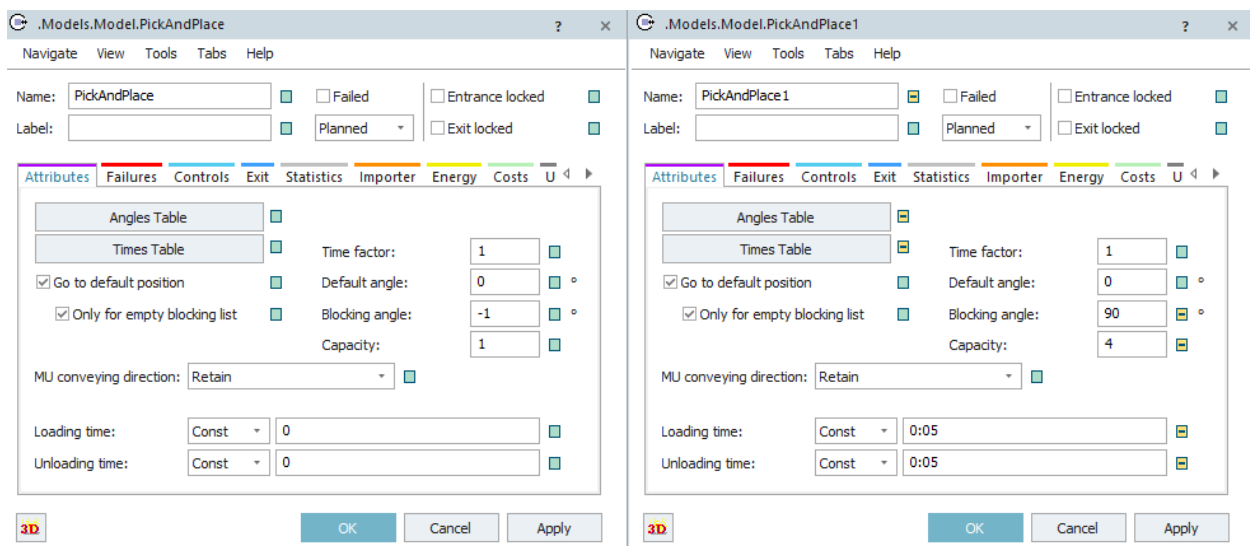 .Models.Model.PickAndPlace ? ×
Navigate View Tools Tabs Help
Name: PickAndPlace Failed Entrance locked
Label: Planned Exit locked
Attributes Failures Controls Exit Statistics Importer Energy Costs U
Angles Table
Times Table Time factor: 1
Go to default position Default angle: 0 °
Only for empty blocking list Blocking angle: -1 °
Capacity: 1
MU conveying direction: Retain
Loading time: Const 0
Unloading time: Const 0
3D OK Cancel Apply
.Models.Model.PickAndPlace1 ? ×
Navigate View Tools Tabs Help
Name: PickAndPlace1 Failed Entrance locked
Label: Planned Exit locked
Attributes Failures Controls Exit Statistics Importer Energy Costs U
Angles Table
Times Table Time factor: 1
Go to default position Default angle: 0 °
Only for empty blocking list Blocking angle: 90 °
Capacity: 4
MU conveying direction: Retain
Loading time: Const 0:05
Unloading time: Const 0:05
3D OK Cancel Apply